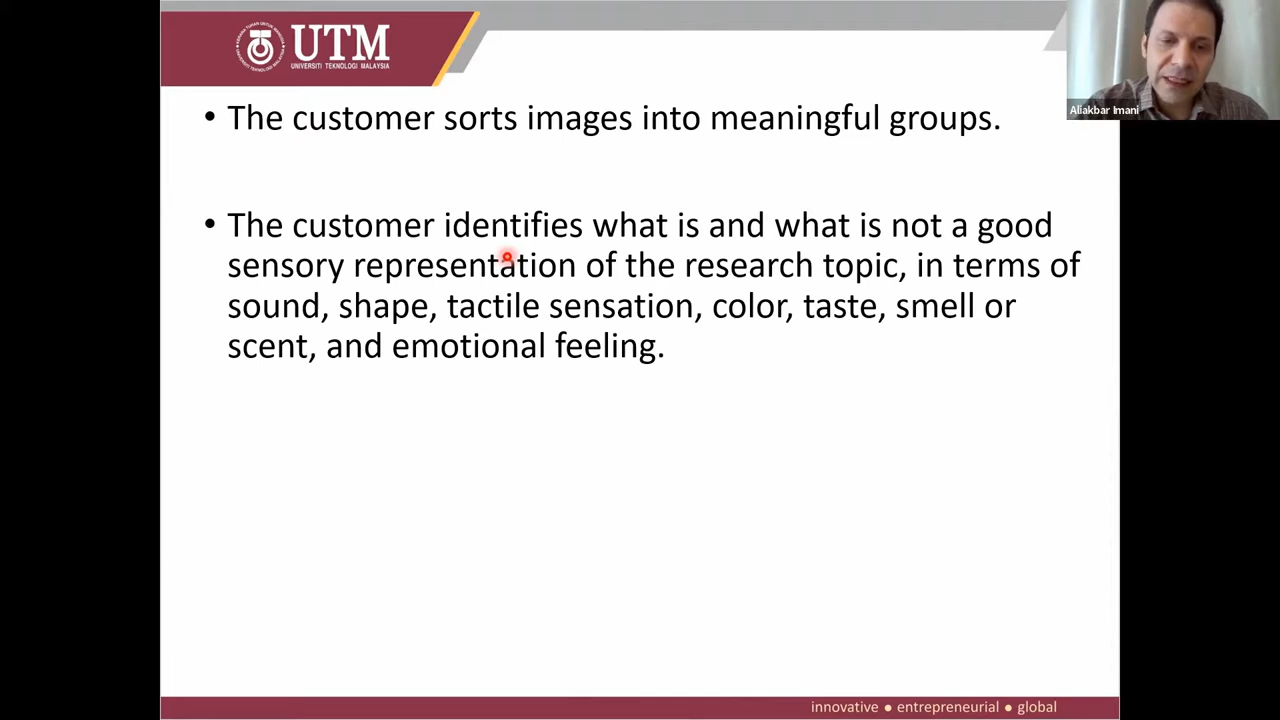 UTM
UNIVERSITI TEKNOLOGI MALAYSIA
Aliakbar Imani
• The customer sorts images into meaningful groups.
• The customer identifies what is and what is not a good
sensory representation of the research topic, in terms of
sound, shape, tactile sensation, color, taste, smell or
scent, and emotional feeling.
innovative ● entrepreneurial ● global